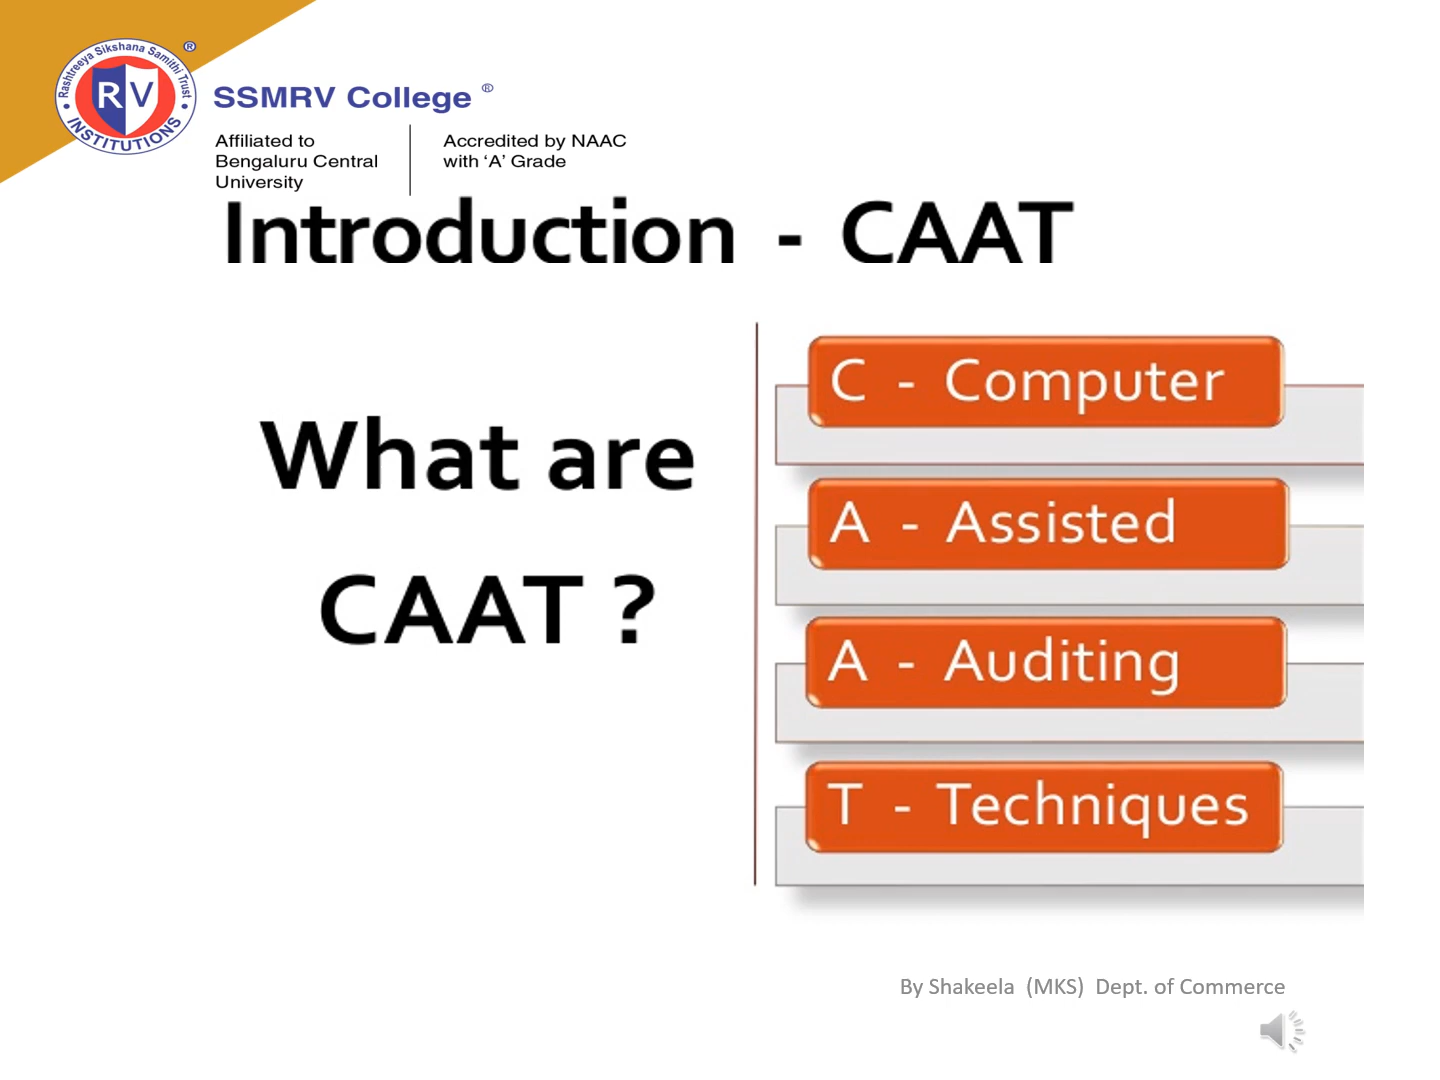 Rashtreeya Sikshana Samithi Trust
®
RV
INSTITUTIONS
SSMRV College ®
Affiliated to
Bengaluru Central
University
Accredited by NAAC
with ‘A’ Grade
Introduction - CAAT
What are
CAAT ?
C - Computer
A - Assisted
A - Auditing
T - Techniques
By Shakeela (MKS) Dept. of Commerce